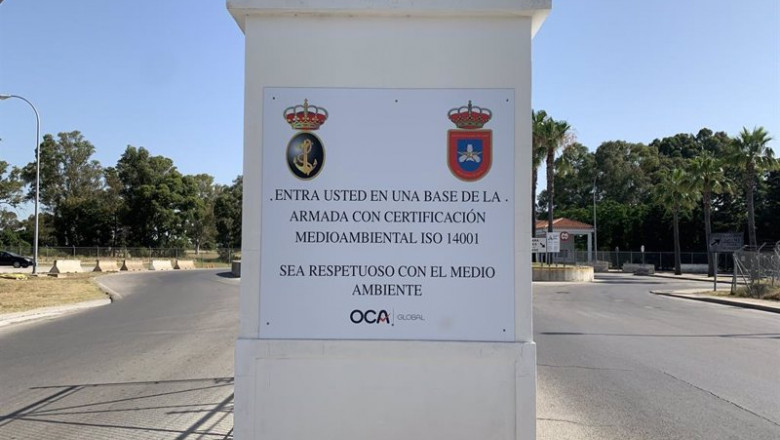 ENTRA USTED EN UNA BASE DE LA
ARMADA CON CERTIFICACIÓN
MEDIOAMBIENTAL ISO 14001
SEA RESPETUOSO CON EL MEDIO
AMBIENTE
OCA GLOBAL